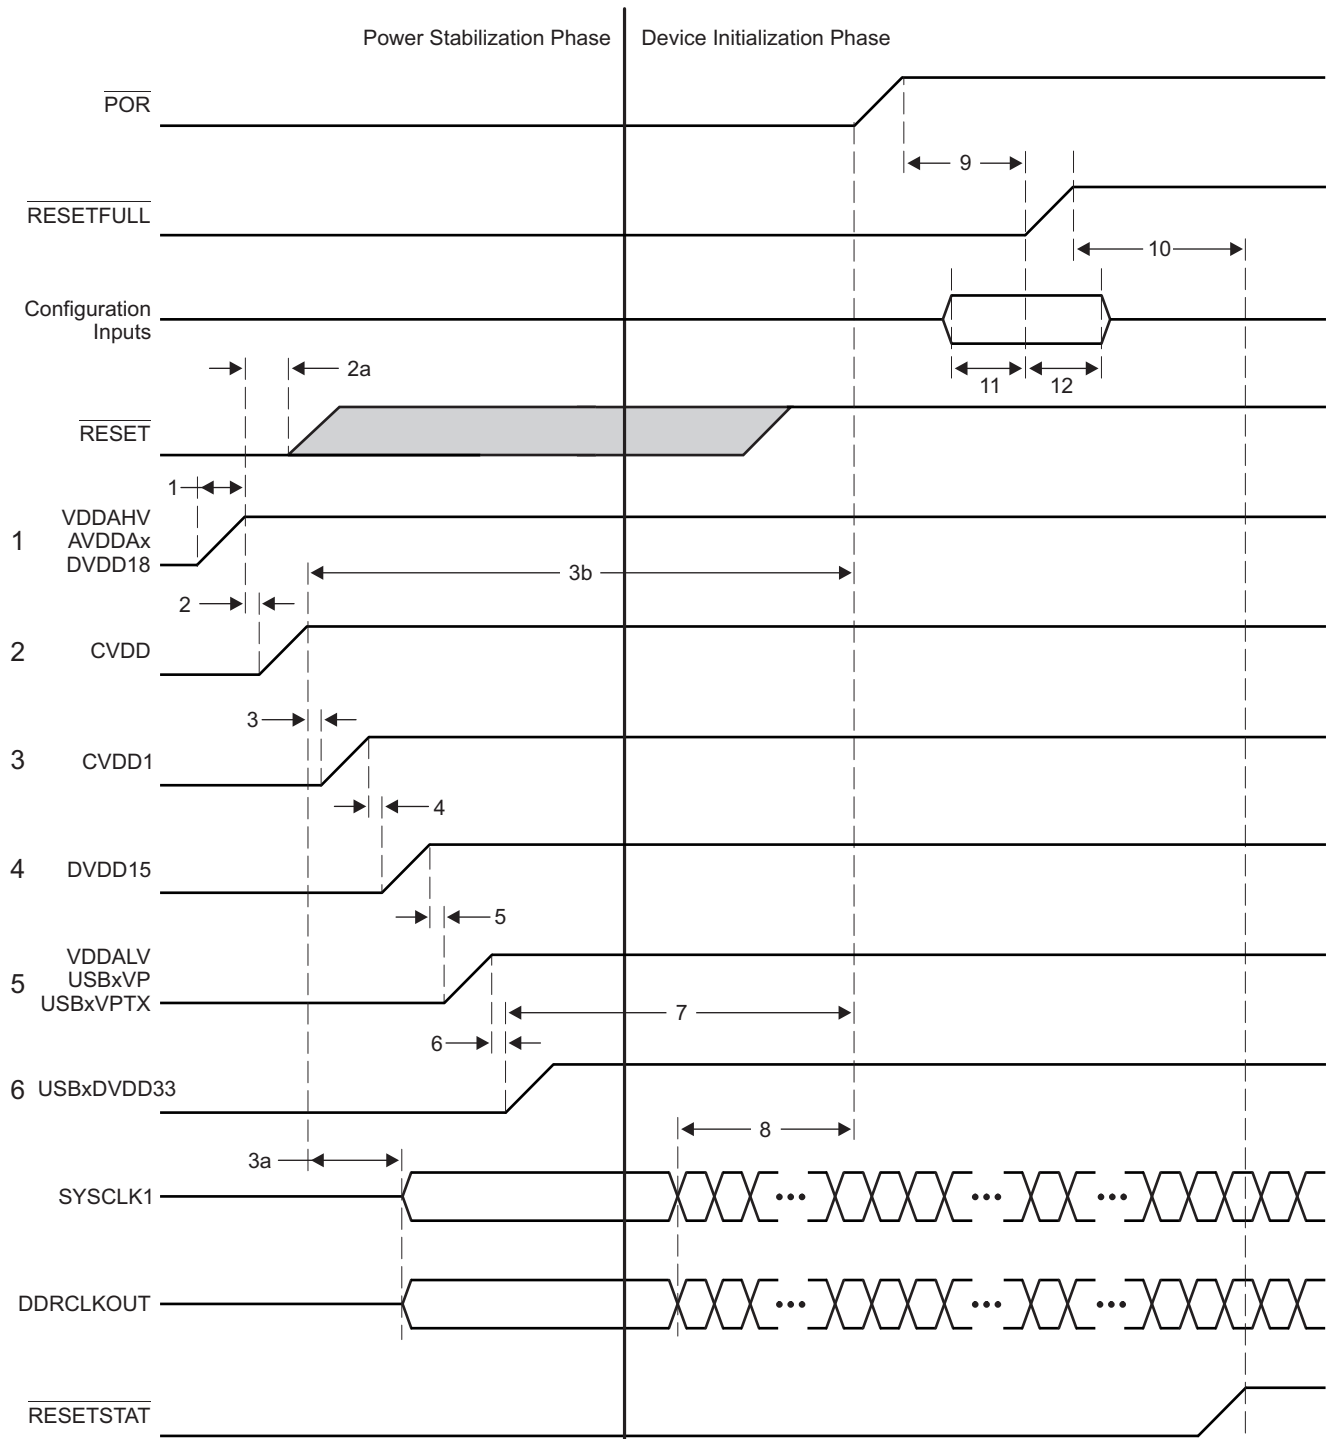 Power Stabilization Phase
Device Initialization Phase
POR
9
RESETFULL
10
Configuration
Inputs
11
12
2a
RESET
1
1
VDDAHV
AVDDAx
DVDD18
3b
2
2
CVDD
3
3
CVDD1
4
4
DVDD15
5
5
VDDALV
USBxVP
USBxVPTX
7
6
6
USBxDVDD33
8
3a
SYSCLK1
DDRCLKOUT
RESETSTAT